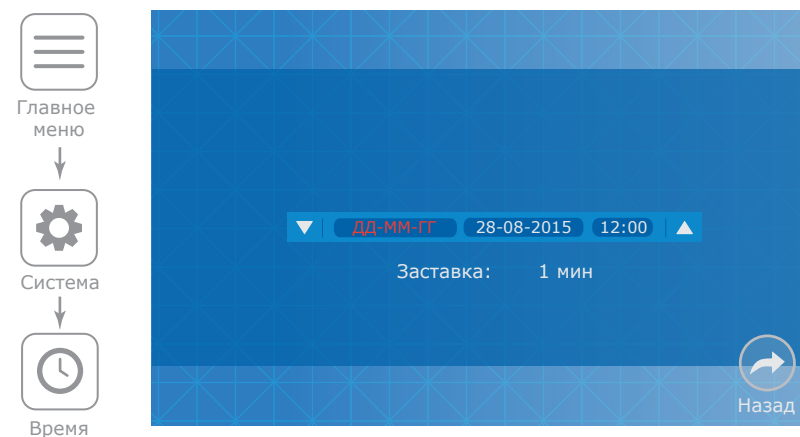 Главное
меню
Система
Время
ДД-ММ-ГГ 28-08-2015 12:00
Заставка: 1 мин
Назад